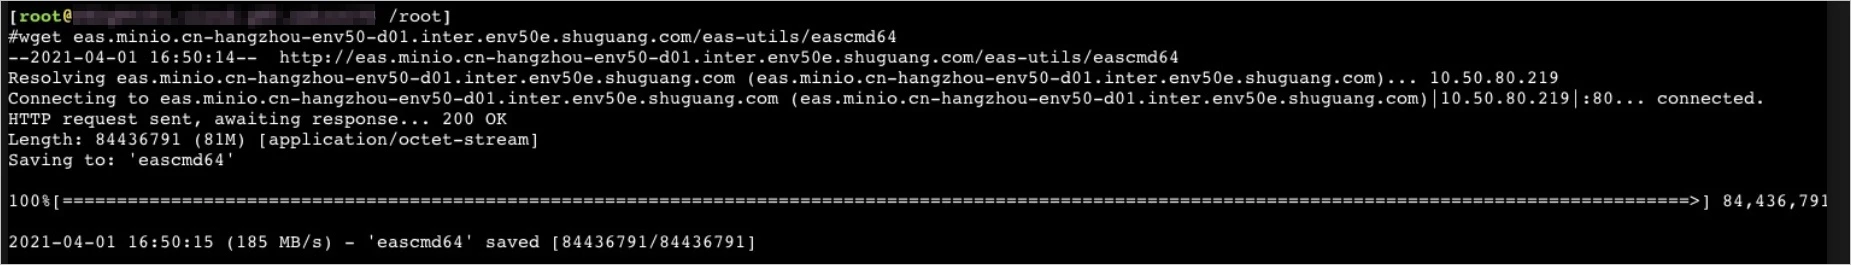 [root@ /root]
#wget eas.minio.cn-hangzhou-env50-d01.inter.env50e.shuguang.com/eas-utils/eascmd64
--2021-04-01 16:50:14--  http://eas.minio.cn-hangzhou-env50-d01.inter.env50e.shuguang.com/eas-utils/eascmd64
Resolving eas.minio.cn-hangzhou-env50-d01.inter.env50e.shuguang.com (eas.minio.cn-hangzhou-env50-d01.inter.env50e.shuguang.com)... 10.50.80.219
Connecting to eas.minio.cn-hangzhou-env50-d01.inter.env50e.shuguang.com (eas.minio.cn-hangzhou-env50-d01.inter.env50e.shuguang.com)|10.50.80.219|:80... connected.
HTTP request sent, awaiting response... 200 OK
Length: 84436791 (81M) [application/octet-stream]
Saving to: 'eascmd64'
100%[======================================================================================================================================================>] 84,436,791
2021-04-01 16:50:15 (185 MB/s) - 'eascmd64' saved [84436791/84436791]